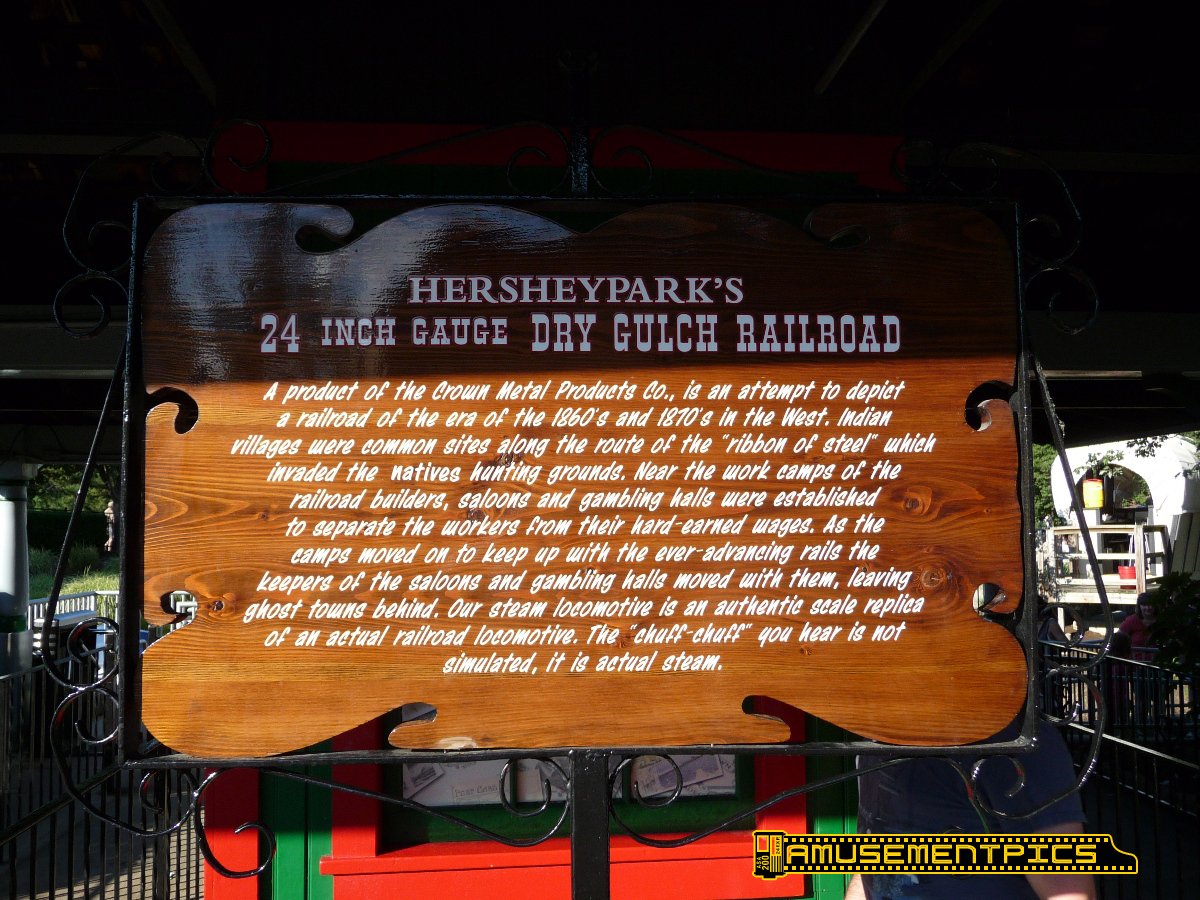 HERSHEYPARK'S
24 INCH GAUGE DRY GULCH RAILROAD
A product of the Crown Metal Products Co., is an attempt to depict
a railroad of the era of the 1860's and 1870's in the West. Indian
villages were common sites along the route of the "ribbon of steel" which
invaded the natives hunting grounds. Near the work camps of the
railroad builders, saloons and gambling halls were established
to separate the workers from their hard-earned wages. As the
camps moved on to keep up with the ever-advancing rails the
keepers of the saloons and gambling halls moved with them, leaving
ghost towns behind. Our steam locomotive is an authentic scale replica
of an actual railroad locomotive. The "chuff-chuff" you hear is not
simulated, it is actual steam.
POST CARD
ASA 200 24EXP
AMUSEMENTPICS